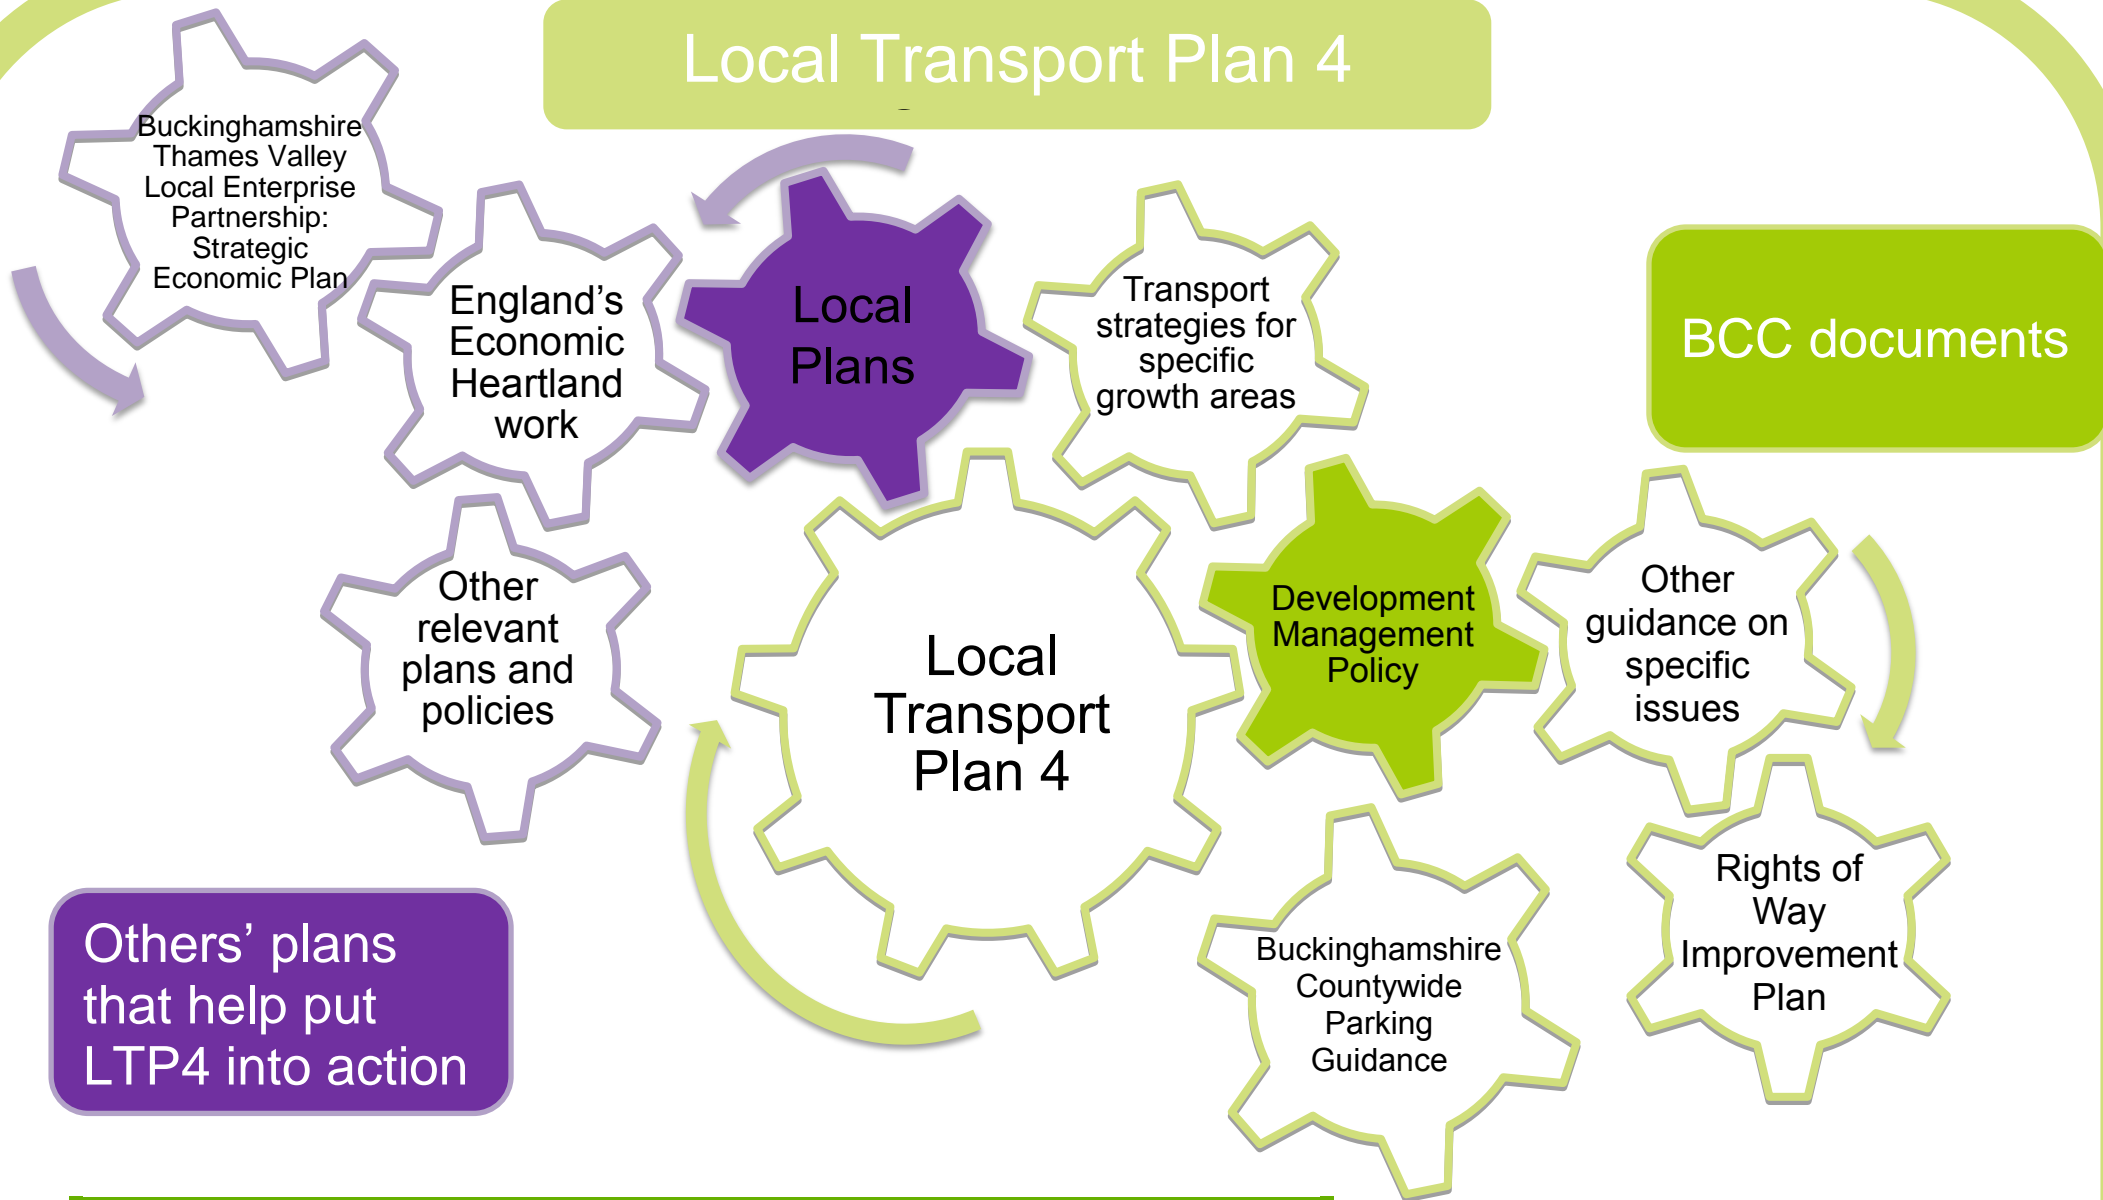 Local Transport Plan 4
Buckinghamshire
Thames Valley
Local Enterprise
Partnership:
Strategic
Economic Plan
England’s
Economic
Heartland
work
Local
Plans
Transport
strategies for
specific
growth areas
BCC documents
Other
relevant
plans and
policies
Local
Transport
Plan 4
Development
Management
Policy
Other
guidance on
specific
issues
Others’ plans
that help put
LTP4 into action
Buckinghamshire
Countywide
Parking
Guidance
Rights of
Way
Improvement
Plan